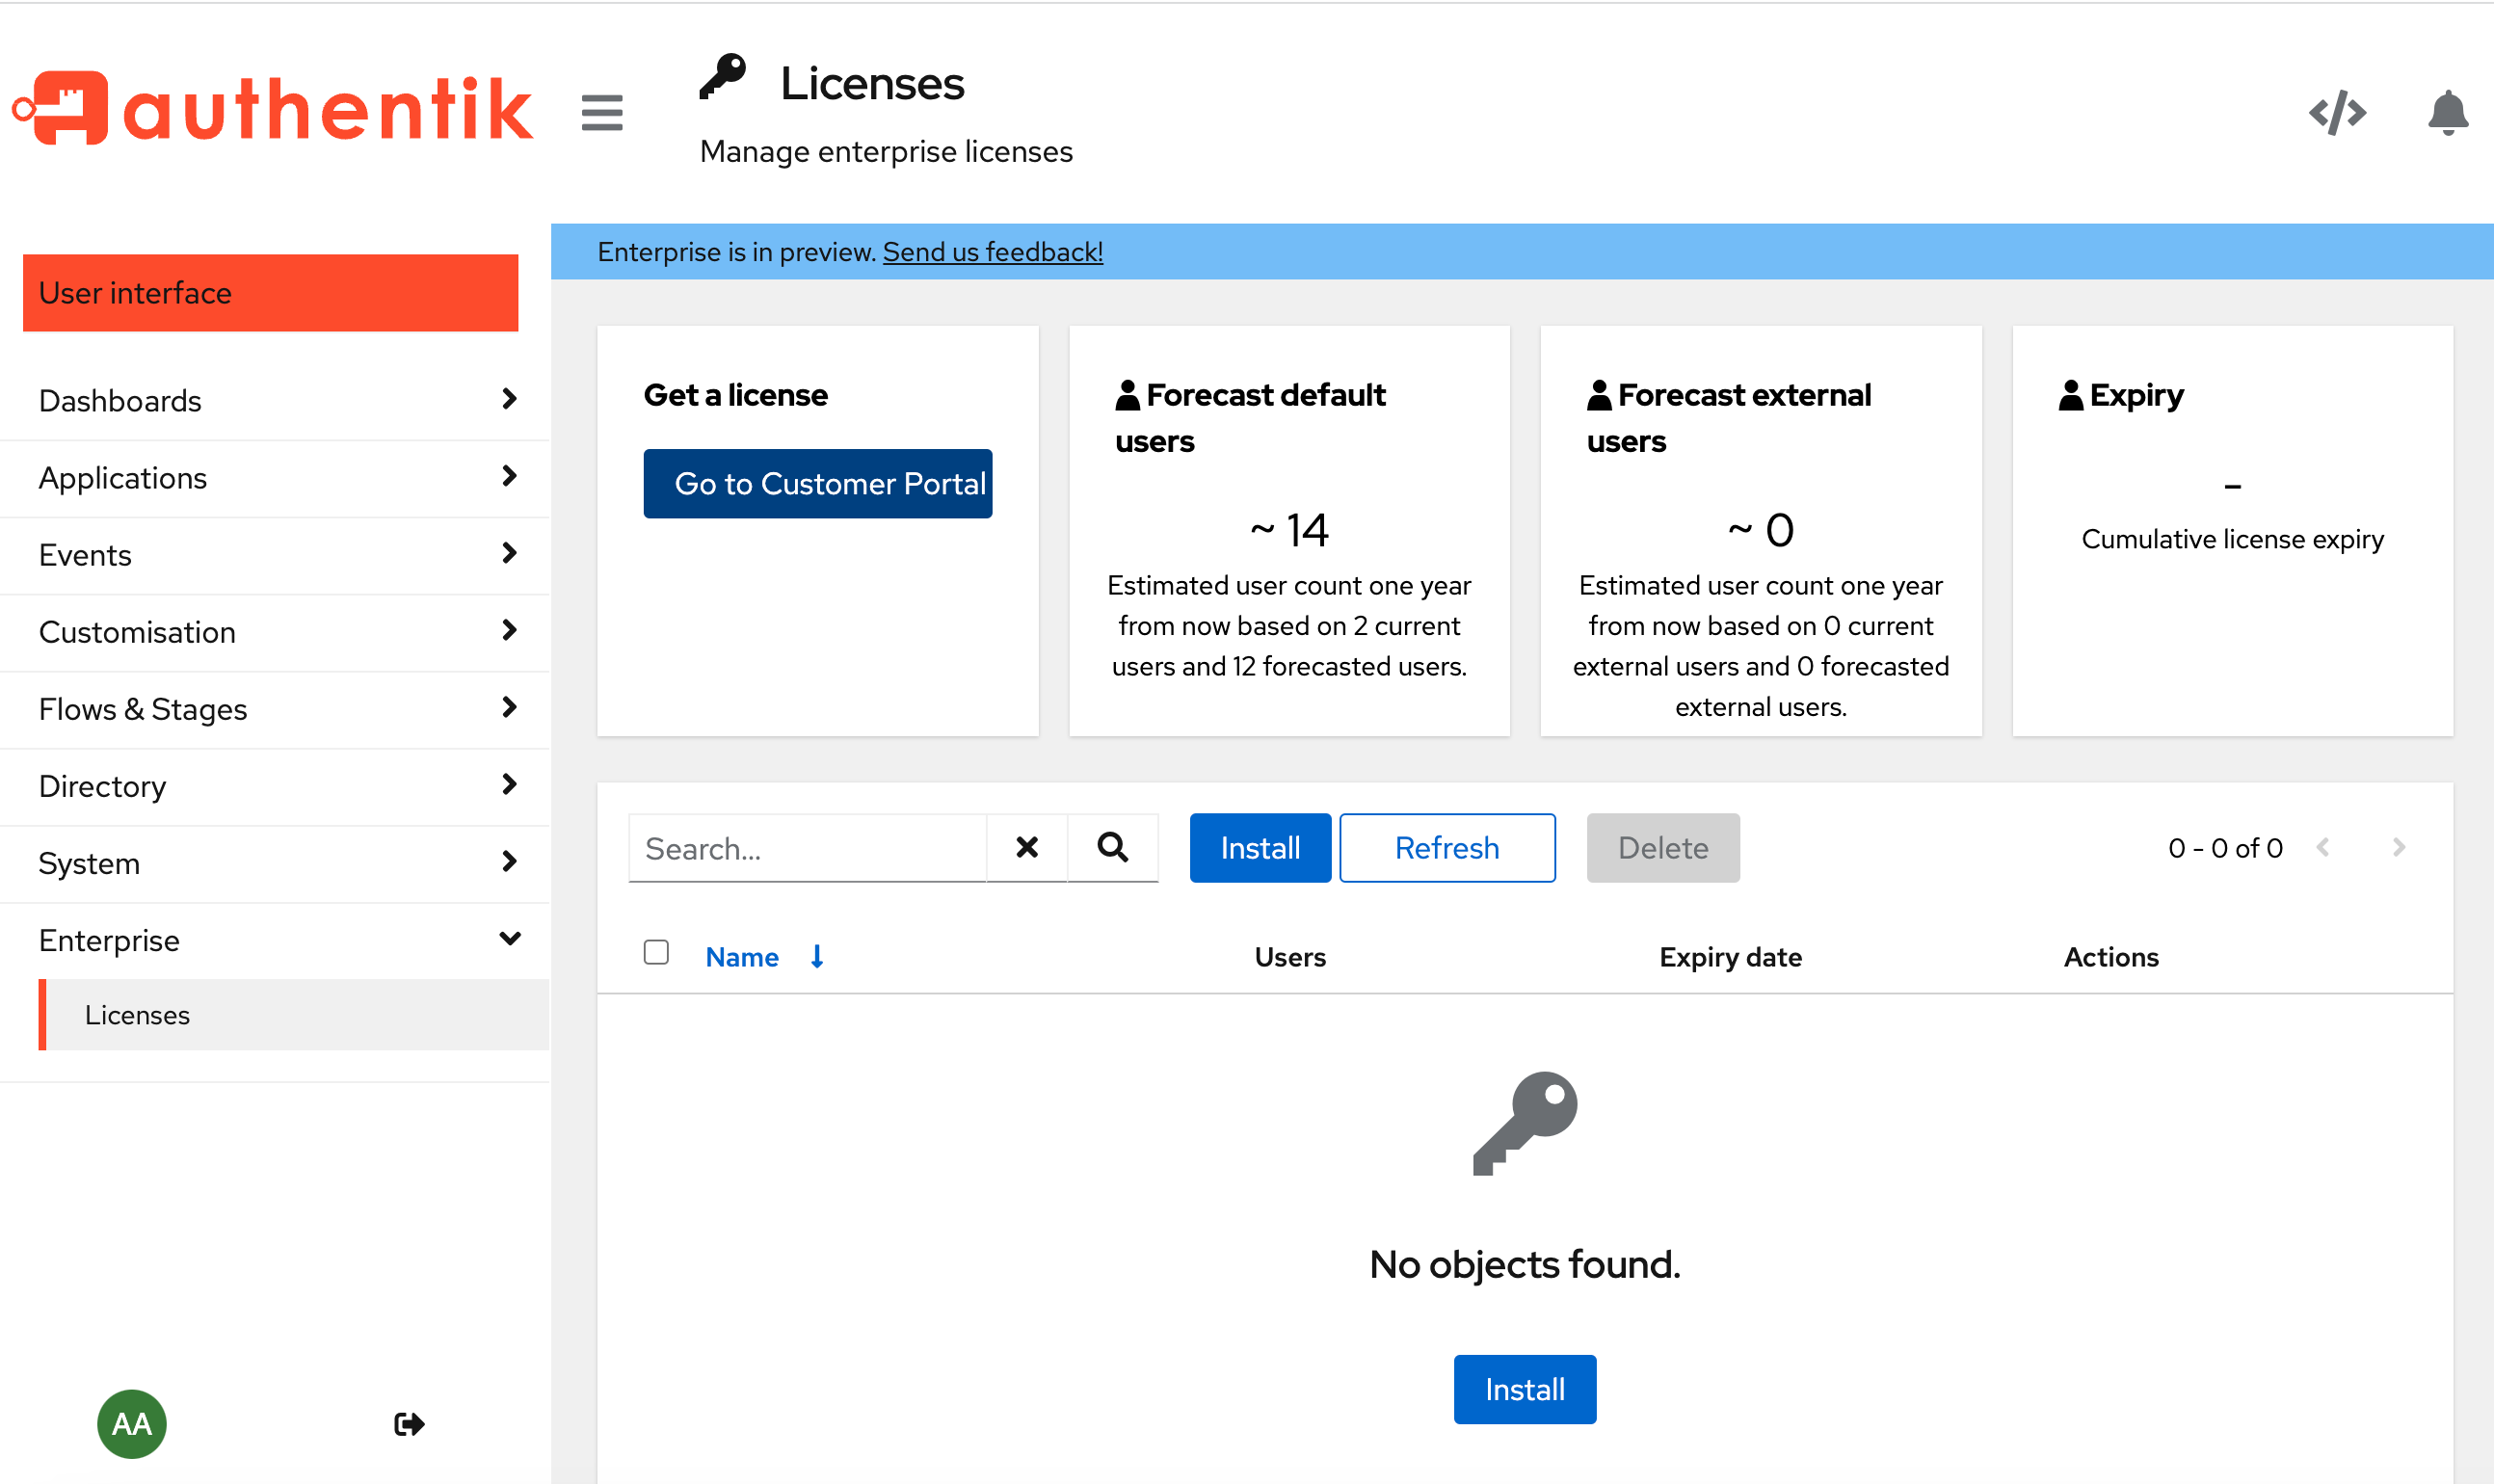 authentik
Licenses
Manage enterprise licenses
User interface
Dashboards
Applications
Events
Customisation
Flows & Stages
Directory
System
Enterprise
Licenses
AA
Enterprise is in preview. Send us feedback!
Get a license
Go to Customer Portal
Forecast default
users
~ 14
Estimated user count one year
from now based on 2 current
users and 12 forecasted users.
Forecast external
users
~ 0
Estimated user count one year
from now based on 0 current
external users and 0 forecasted
external users.
Expiry
-
Cumulative license expiry
Search...
Install
Refresh
Delete
0 - 0 of 0
Name
Users
Expiry date
Actions
No objects found.
Install